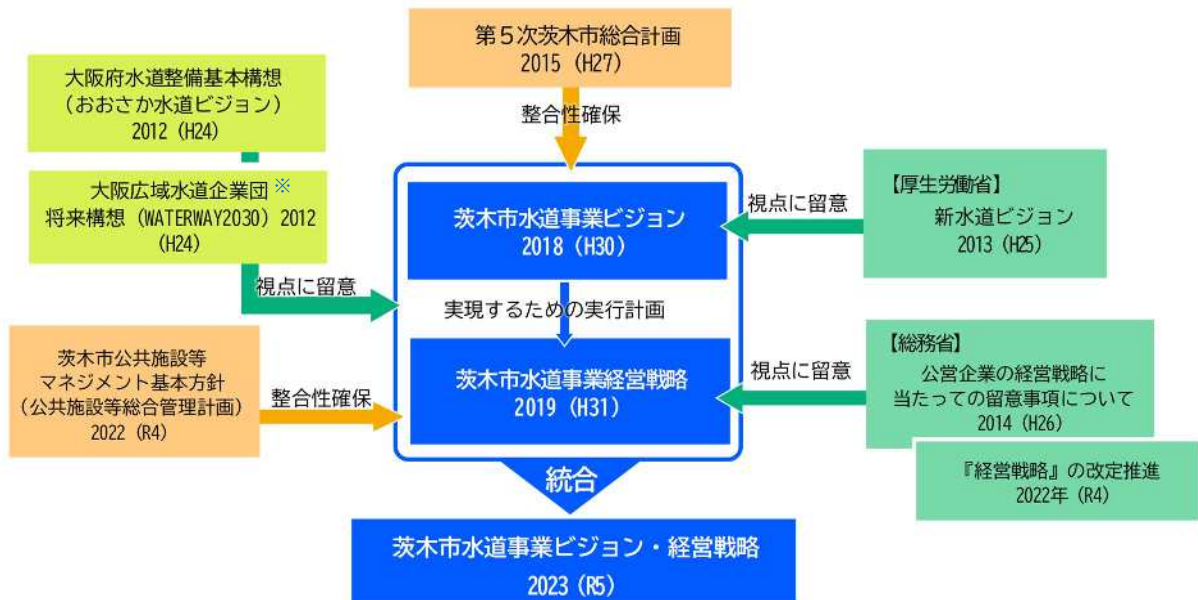 第5次茨木市総合計画
2015（H27）
整合性確保
大阪府水道整備基本構想
（おおさか水道ビジョン）
2012（H24）
大阪広域水道企業団※
将来構想（WATERWAY2030）2012
（H24）
視点に留意
茨木市公共施設等
マネジメント基本方針
（公共施設等総合管理計画）
2022（R4）
整合性確保
茨木市水道事業ビジョン
2018（H30）
実現するための実行計画
茨木市水道事業経営戦略
2019（H31）
視点に留意
【厚生労働省】
新水道ビジョン
2013（H25）
視点に留意
【総務省】
公営企業の経営戦略に
当たっての留意事項について
2014（H26）
『経営戦略』の改定推進
2022年（R4）
統合
茨木市水道事業ビジョン・経営戦略
2023（R5）